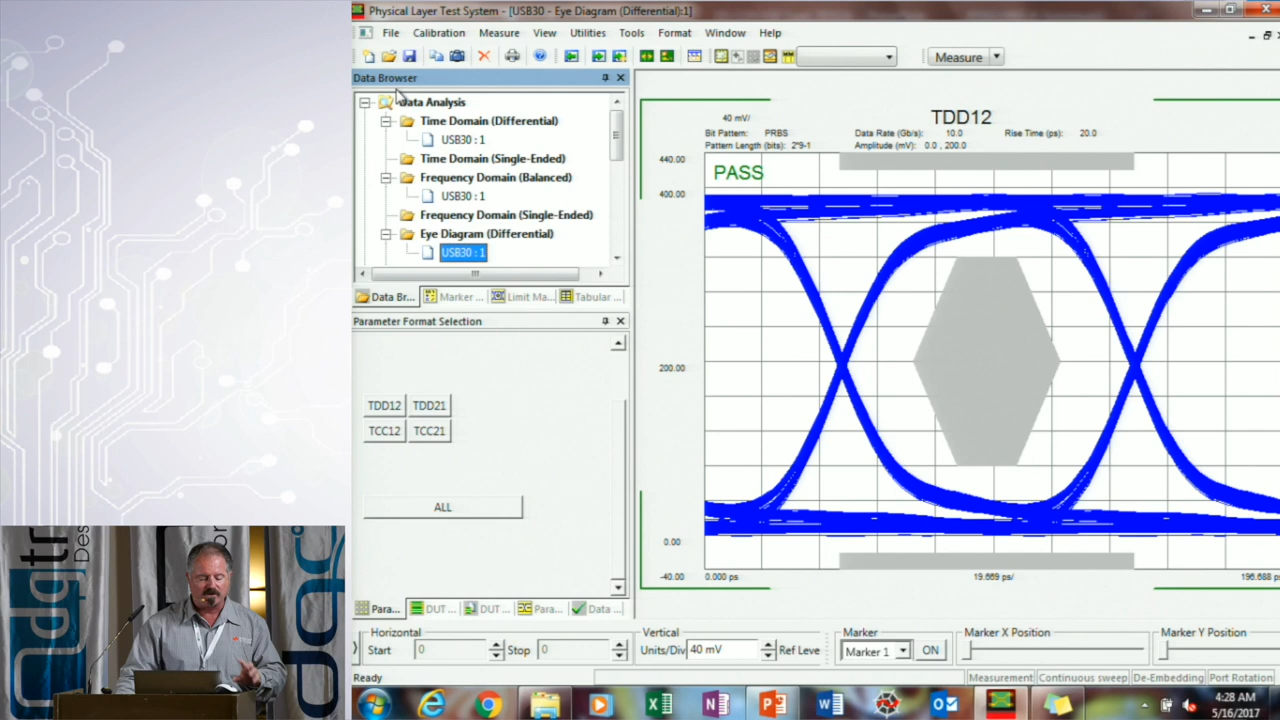 Physical Layer Test System - [USB30 - Eye Diagram (Differential):1]
File Calibration Measure View Utilities Tools Format Window Help
Measure
Data Browser
Data Analysis
Time Domain (Differential)
USB30 : 1
Time Domain (Single-Ended)
Frequency Domain (Balanced)
USB30 : 1
Frequency Domain (Single-Ended)
Eye Diagram (Differential)
USB30 : 1
Data Br... Marker ... Limit Ma... Tabular ...
Parameter Format Selection
TDD12 TDD21
TCC12 TCC21
ALL
Para... DUT ... DUT ... Para... Data ...
40 mV/ TDD12
Bit Pattern: PRBS Data Rate (Gb/s): 10.0 Rise Time (ps): 20.0
Pattern Length (bits): 2^9-1 Amplitude (mV): 0.0 , 200.0
440.00
PASS
400.00
200.00
0.00
-40.00
0.000 ps 19.669 ps/ 196.688 ps
Horizontal Vertical Marker Marker X Position Marker Y Position
Start 0 Stop 0 Units/Div 40 mV Ref Leve Marker 1 ON
Ready Measurement Continuous sweep De-Embedding Port Rotation
4:28 AM
5/16/2017